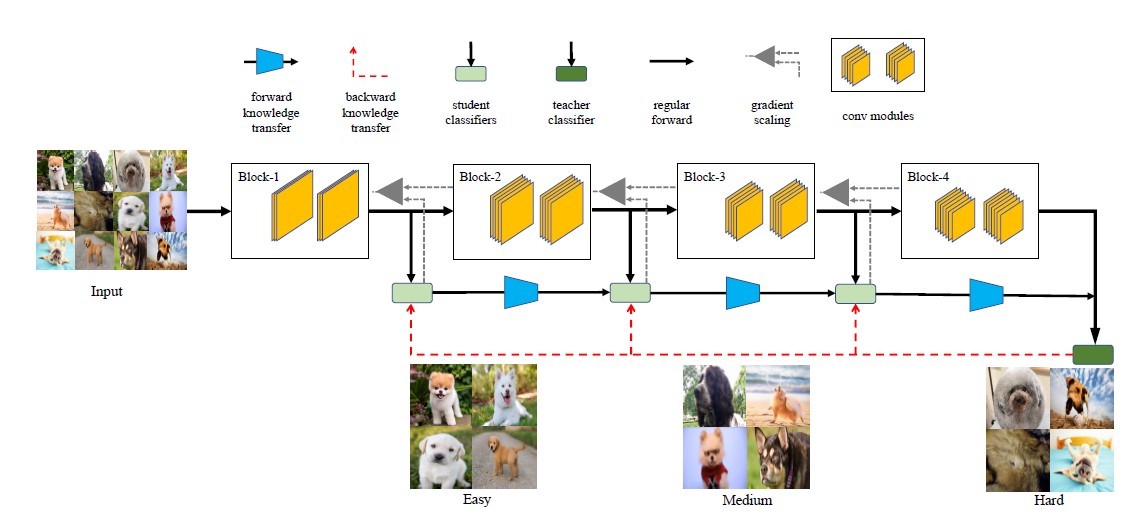 forward
knowledge
transfer
backward
knowledge
transfer
student
classifiers
teacher
classifier
regular
forward
gradient
scaling
conv modules
Block-1
Block-2
Block-3
Block-4
Input
Easy
Medium
Hard